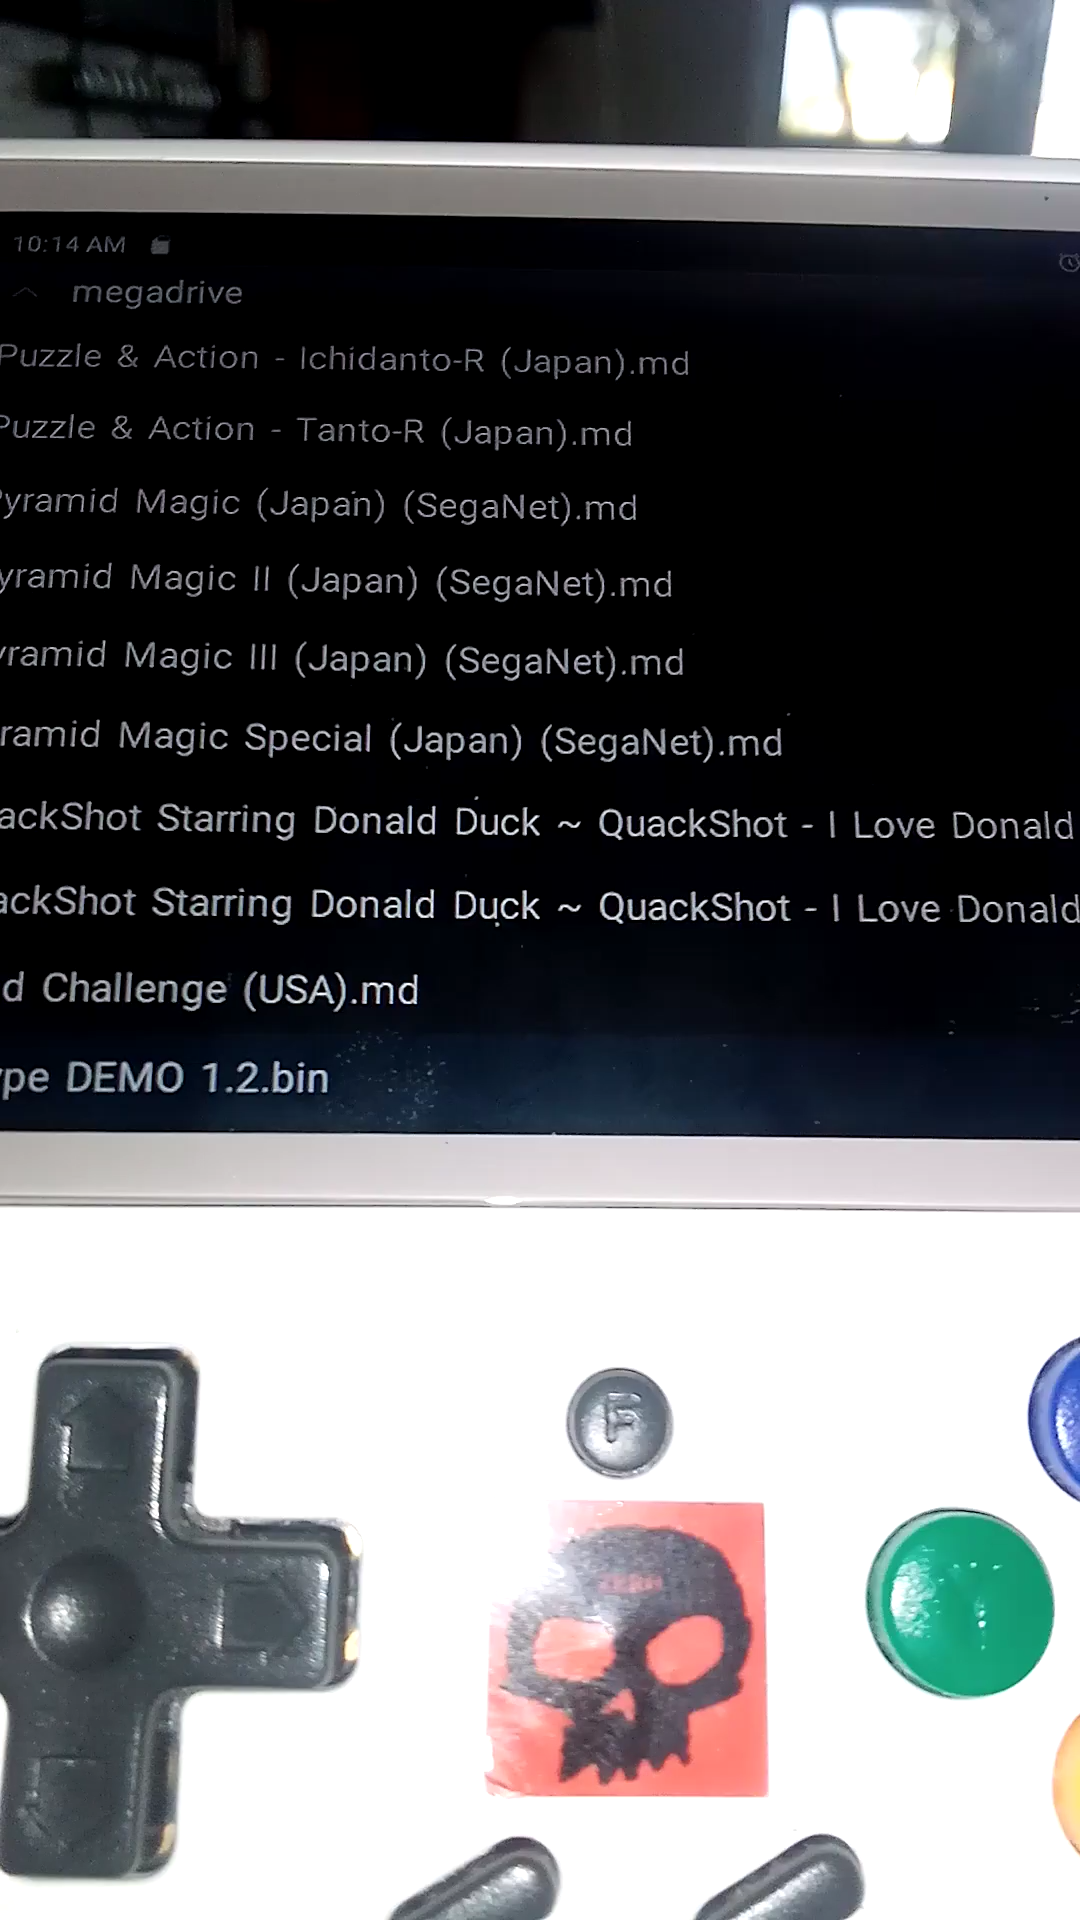 10:14 AM
megadrive
Puzzle & Action - Ichidanto-R (Japan).md
Puzzle & Action - Tanto-R (Japan).md
Pyramid Magic (Japan) (SegaNet).md
yramid Magic II (Japan) (SegaNet).md
yramid Magic III (Japan) (SegaNet).md
ramid Magic Special (Japan) (SegaNet).md
ackShot Starring Donald Duck ~ QuackShot - I Love Donald
ackShot Starring Donald Duck ~ QuackShot - I Love Donald
d Challenge (USA).md
ype DEMO 1.2.bin
F
Y